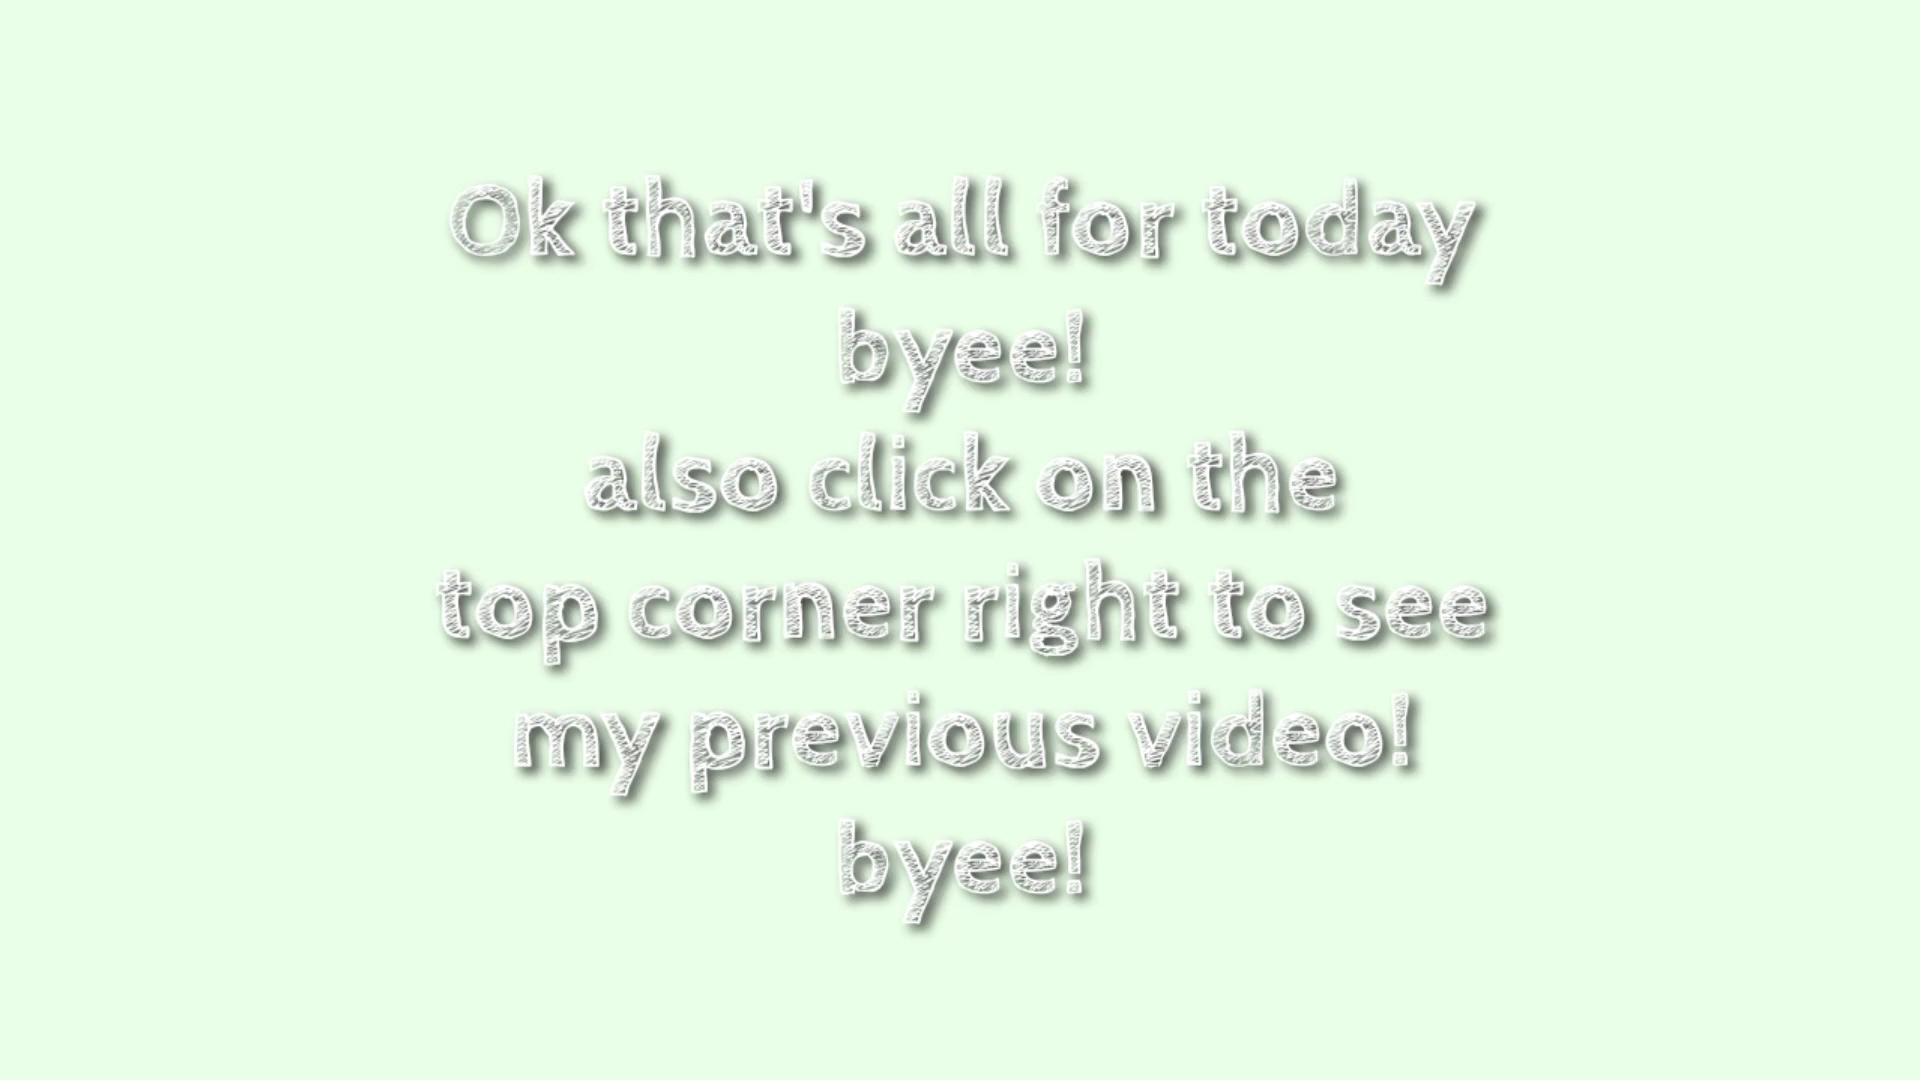 Ok that's all for today
byee!
also click on the
top corner right to see
my previous video!
byee!